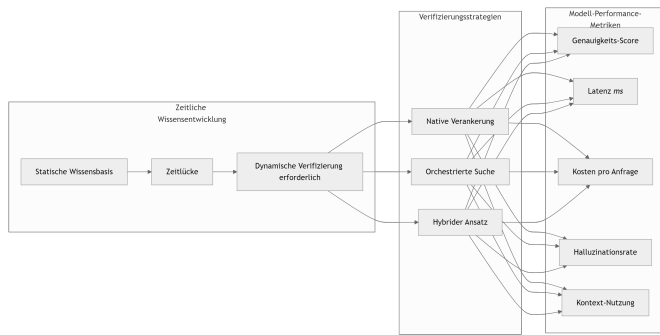 Zeitliche
Wissensentwicklung
Statische Wissensbasis
Zeitlücke
Dynamische Verifizierung
erforderlich
Verifizierungsstrategien
Native Verankerung
Orchestrierte Suche
Hybrider Ansatz
Modell-Performance-
Metriken
Genauigkeits-Score
Latenz ms
Kosten pro Anfrage
Halluzinationsrate
Kontext-Nutzung